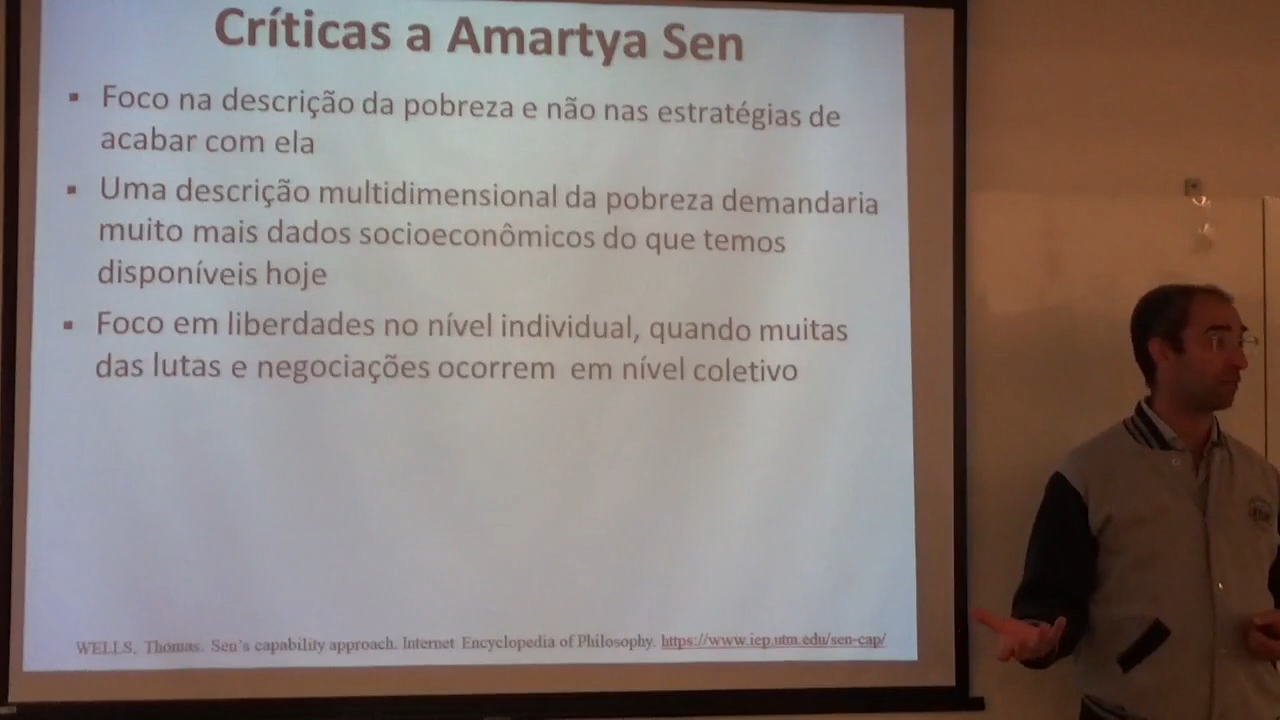 Críticas a Amartya Sen
▪ Foco na descrição da pobreza e não nas estratégias de
acabar com ela
▪ Uma descrição multidimensional da pobreza demandaria
muito mais dados socioeconômicos do que temos
disponíveis hoje
▪ Foco em liberdades no nível individual, quando muitas
das lutas e negociações ocorrem em nível coletivo
WELLS, Thomas. Sen's capability approach. Internet Encyclopedia of Philosophy. https://www.iep.utm.edu/sen-cap/